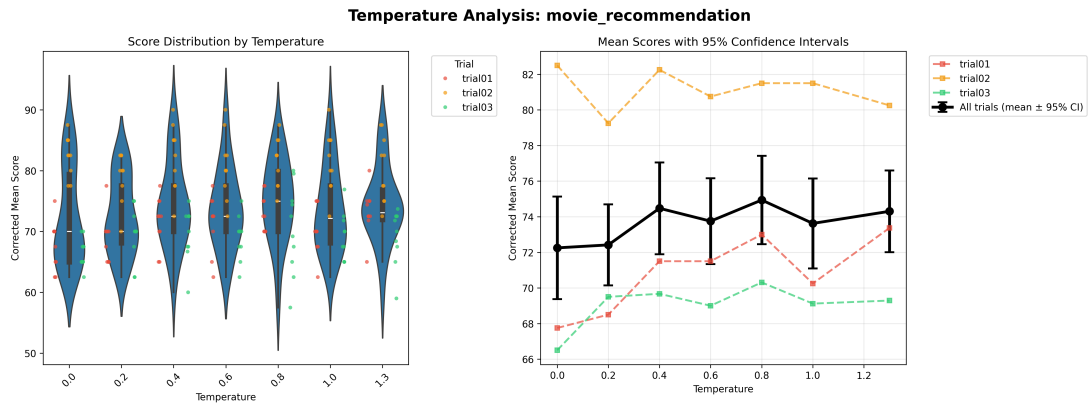 Temperature Analysis: movie_recommendation
Score Distribution by Temperature
Corrected Mean Score
90
80
70
60
50
0.0
0.2
0.4
0.6
0.8
1.0
1.3
Temperature
Trial
trial01
trial02
trial03
Mean Scores with 95% Confidence Intervals
Corrected Mean Score
82
80
78
76
74
72
70
68
66
0.0
0.2
0.4
0.6
0.8
1.0
1.2
Temperature
trial01
trial02
trial03
All trials (mean ± 95% CI)